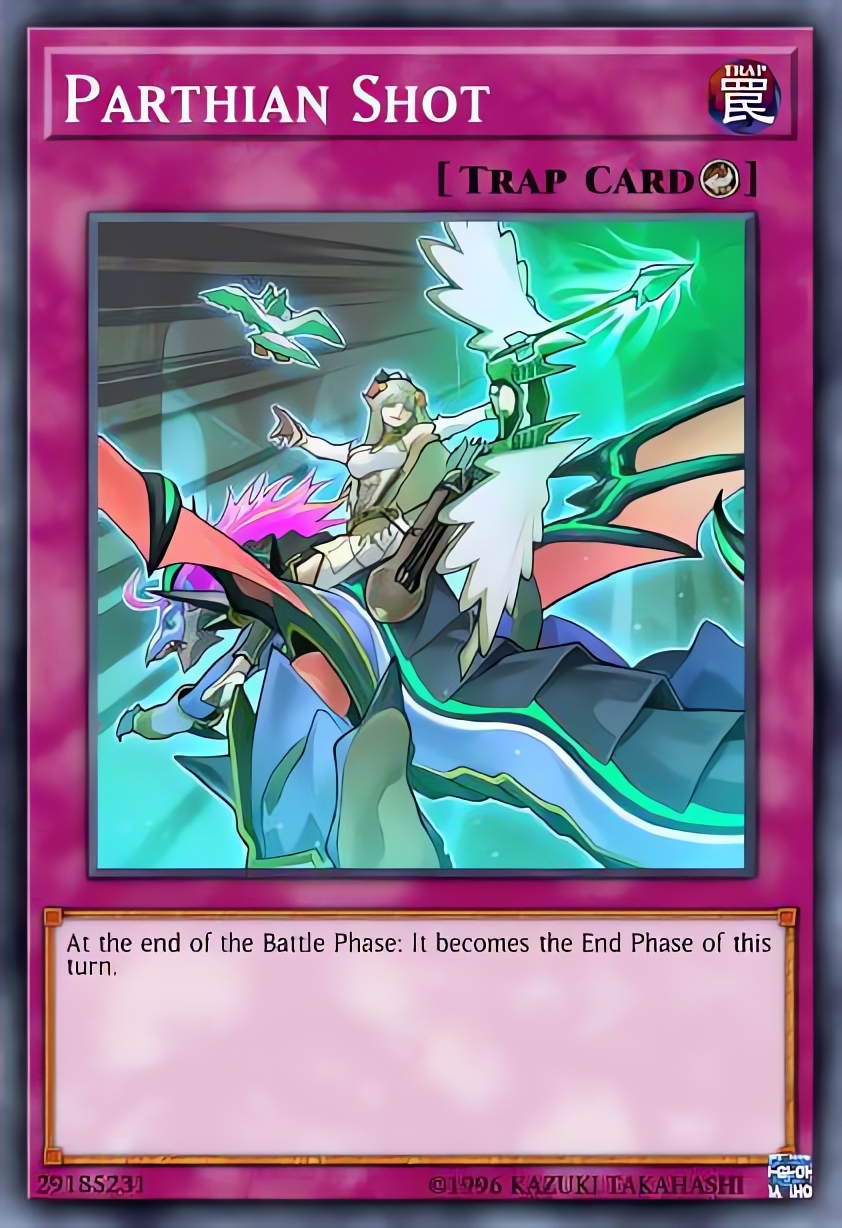 PARTHIAN SHOT
TRAP
罠
[TRAP CARD]
At the end of the Battle Phase: It becomes the End Phase of this
turn.
29185231
©1996 KAZUKI TAKAHASHI